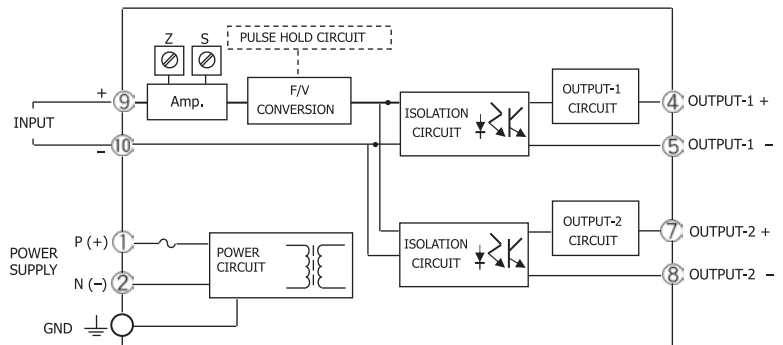 Z S PULSE HOLD CIRCUIT
+ 9 Amp. F/V
CONVERSION
INPUT
- 10
ISOLATION
CIRCUIT
OUTPUT-1
CIRCUIT
4 OUTPUT-1 +
5 OUTPUT-1 −
POWER
SUPPLY
P (+) 1
N (−) 2
GND
POWER
CIRCUIT
ISOLATION
CIRCUIT
OUTPUT-2
CIRCUIT
7 OUTPUT-2 +
8 OUTPUT-2 −